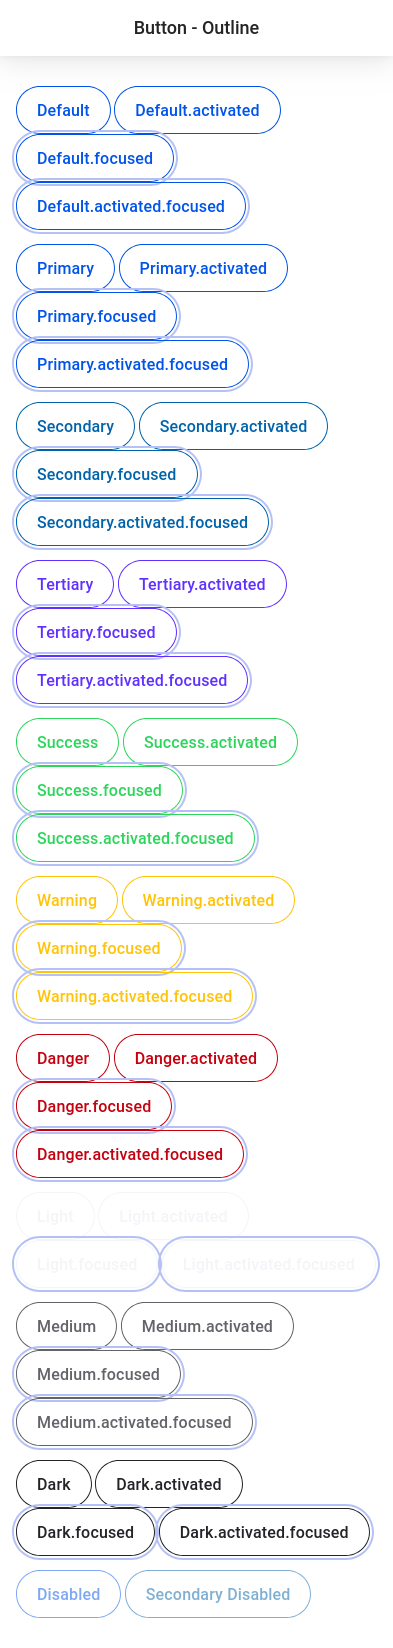 Button - Outline
Default Default.activated
Default.focused
Default.activated.focused
Primary Primary.activated
Primary.focused
Primary.activated.focused
Secondary Secondary.activated
Secondary.focused
Secondary.activated.focused
Tertiary Tertiary.activated
Tertiary.focused
Tertiary.activated.focused
Success Success.activated
Success.focused
Success.activated.focused
Warning Warning.activated
Warning.focused
Warning.activated.focused
Danger Danger.activated
Danger.focused
Danger.activated.focused
Light Light.activated
Light.focused Light.activated.focused
Medium Medium.activated
Medium.focused
Medium.activated.focused
Dark Dark.activated
Dark.focused Dark.activated.focused
Disabled Secondary Disabled